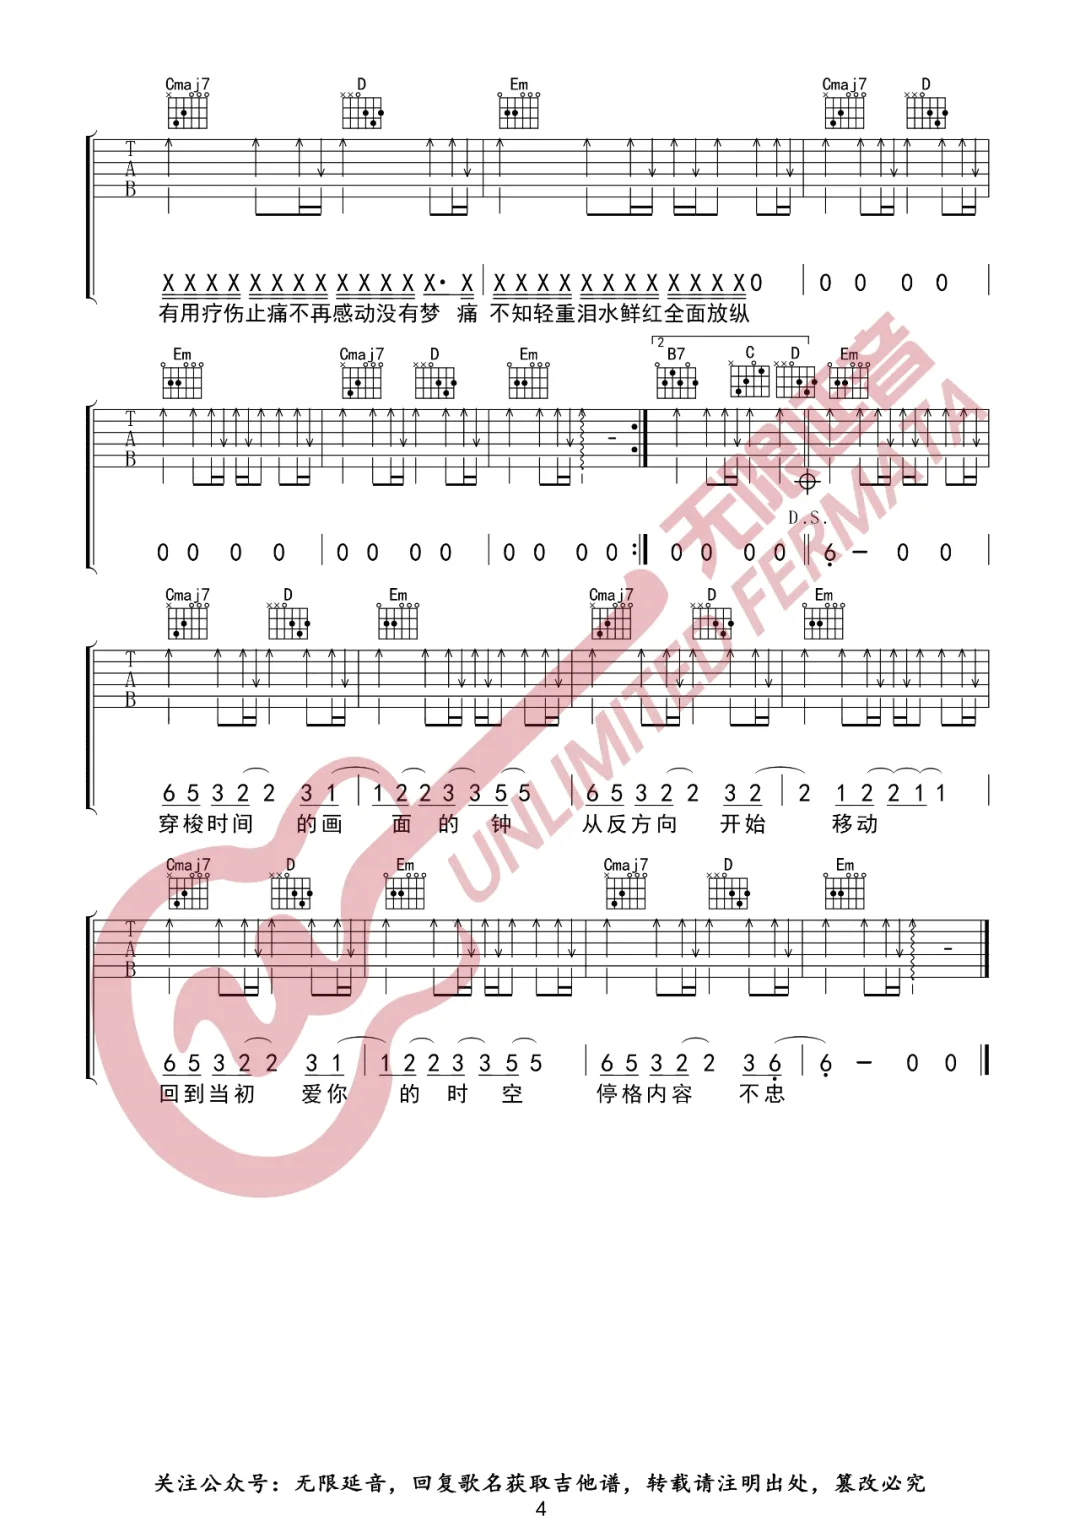 Cmaj7 D Em Cmaj7 D
T A B
X X X X X X X X X X X X X· X X X X X X X X X X X X X 0 0 0 0 0
有用疗伤止痛不再感动没有梦 痛 不知轻重泪水鲜红全面放纵
Em Cmaj7 D Em 2 B7 C D Em
T A B
D.S.
0 0 0 0 0 0 0 0 0 0 0 0 : 0 0 0 0 6 — 0 0
Cmaj7 D Em Cmaj7 D Em
T A B
6 5 3 2 2 3 1 1 2 2 3 3 5 5 6 5 3 2 2 3 2 2 1 2 2 1 1
穿梭时间 的画 面 的 钟 从反方向 开始 移动
Cmaj7 D Em Cmaj7 D Em
T A B
6 5 3 2 2 3 1 1 2 2 3 3 5 5 6 5 3 2 2 3 6 6 — 0 0
回到当初 爱你 的 时 空 停格内容 不忠
无限延音
UNLIMITED FERMATA
关注公众号：无限延音，回复歌名获取吉他谱，转载请注明出处，篡改必究
4